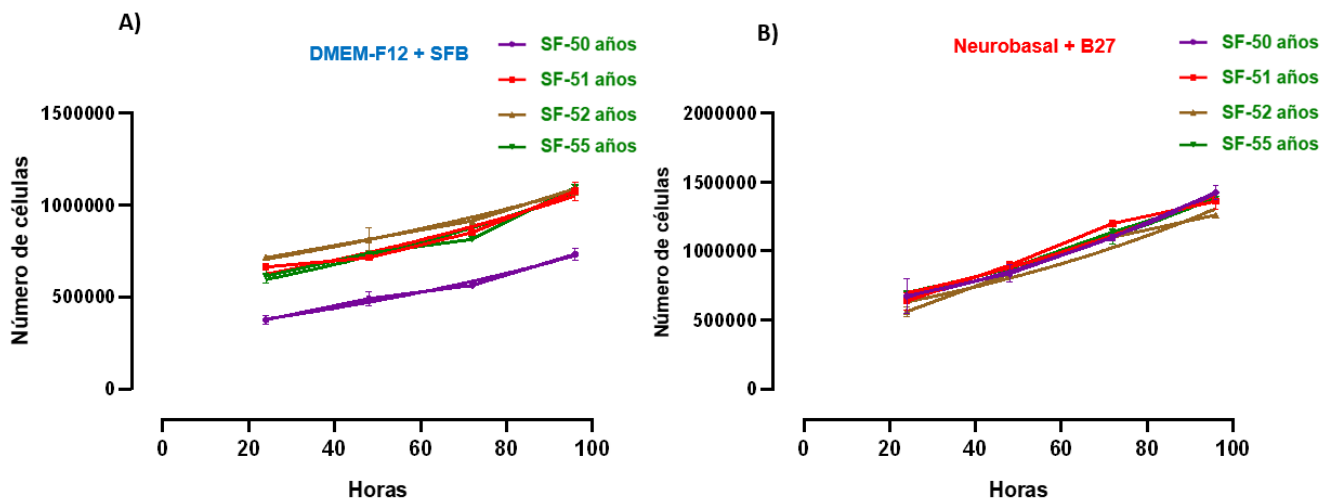 A)
DMEM-F12 + SFB
SF-50 años
SF-51 años
SF-52 años
SF-55 años
Número de células
1500000
1000000
500000
0
0 20 40 60 80 100
Horas
B)
Neurobasal + B27
SF-50 años
SF-51 años
SF-52 años
SF-55 años
Número de células
2000000
1500000
1000000
500000
0
0 20 40 60 80 100
Horas